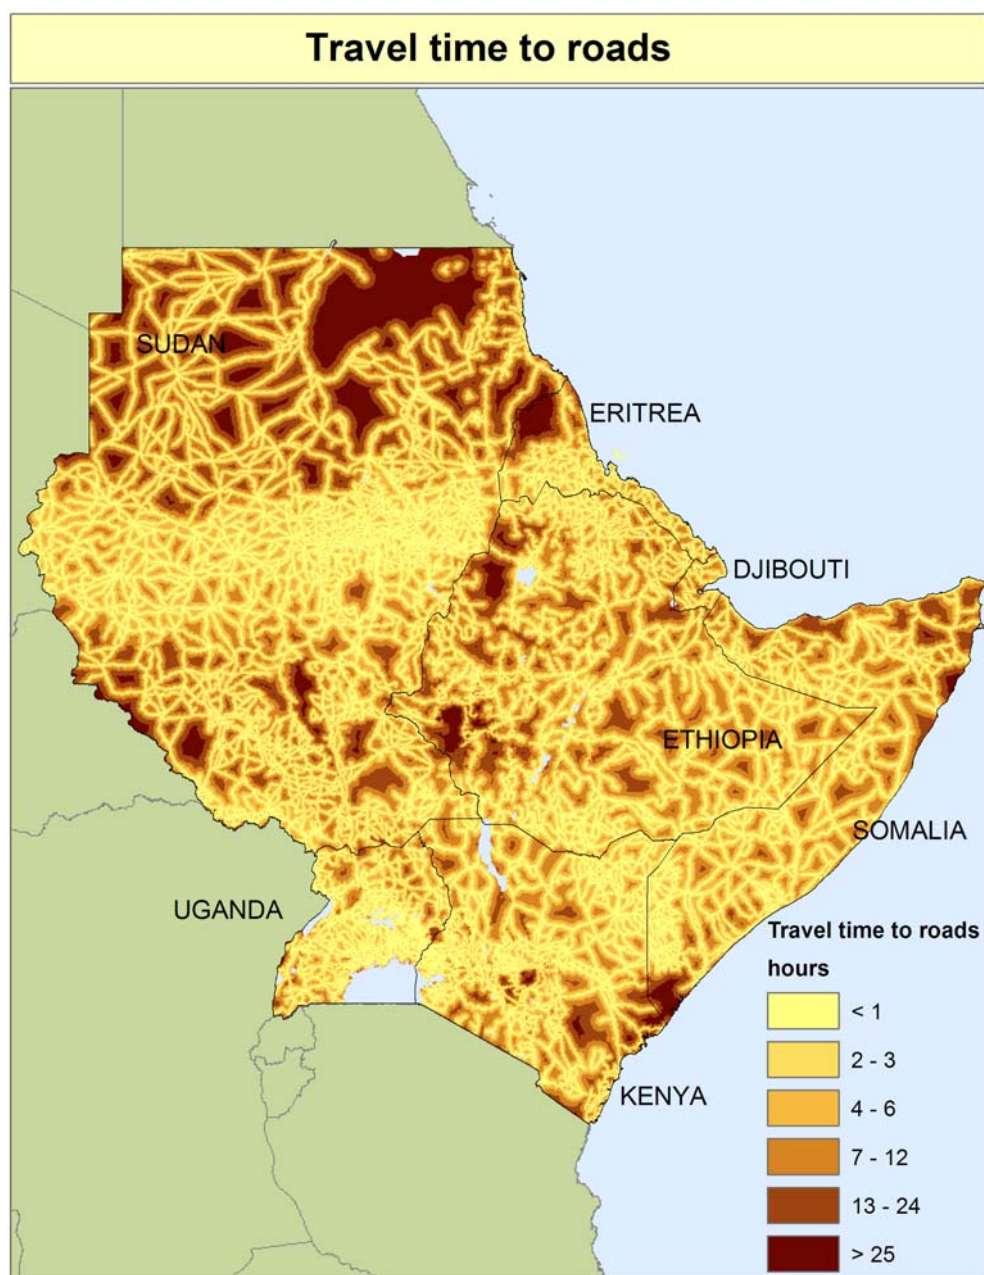 Travel time to roads
SUDAN
ERITREA
DJIBOUTI
ETHIOPIA
SOMALIA
UGANDA
KENYA
Travel time to roads
hours
< 1
2 - 3
4 - 6
7 - 12
13 - 24
> 25